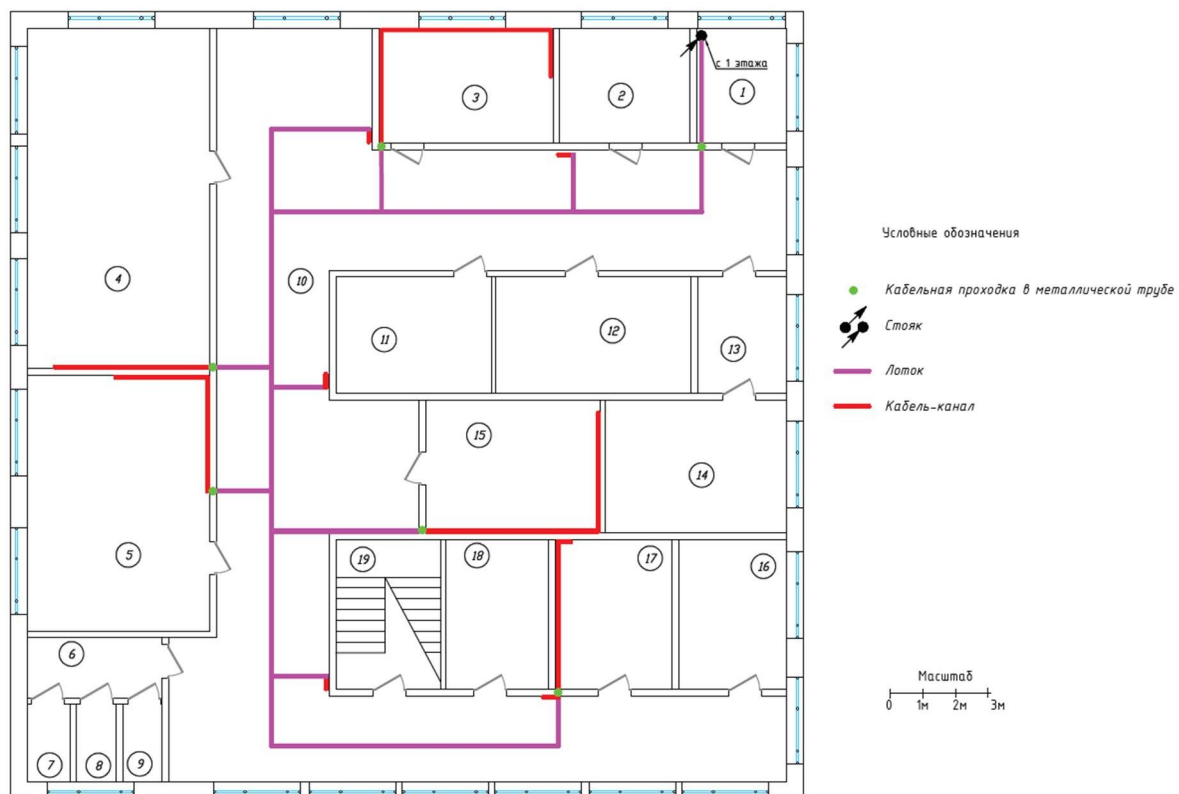 с 1 этажа
3
2
1
4
10
11
12
13
15
14
5
19
18
17
16
6
7
8
9
Условные обозначения
Кабельная проходка в металлической трубе
Стояк
Лоток
Кабель-канал
Масштаб
0 1м 2м 3м